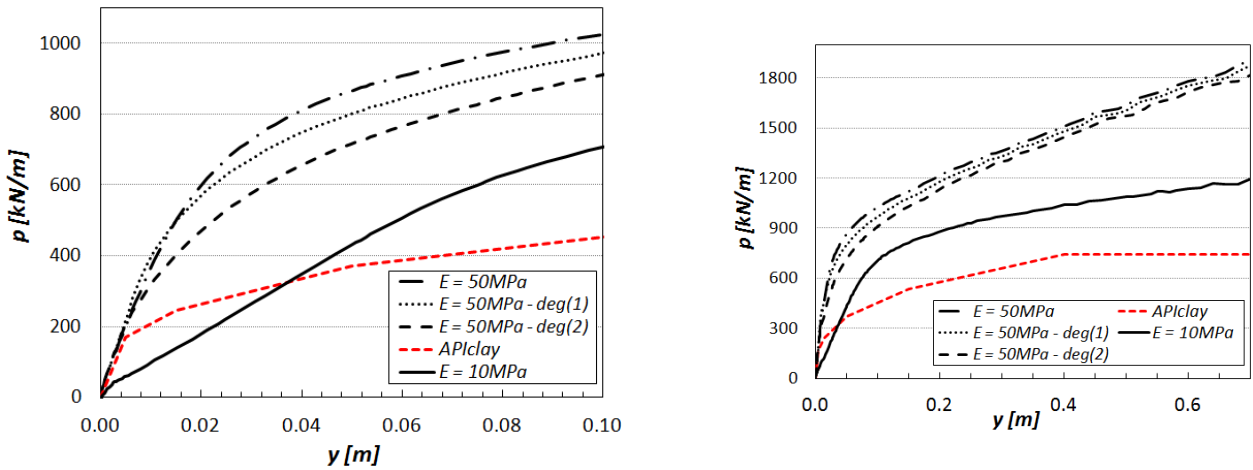 1000
800
600
400
200
0
p [kN/m]
E = 50MPa
E = 50MPa - deg(1)
E = 50MPa - deg(2)
APIclay
E = 10MPa
0.00 0.02 0.04 0.06 0.08 0.10
y [m]
1800
1500
1200
900
600
300
0
p [kN/m]
E = 50MPa APIclay
E = 50MPa - deg(1) E = 10MPa
E = 50MPa - deg(2)
0.0 0.2 0.4 0.6
y [m]